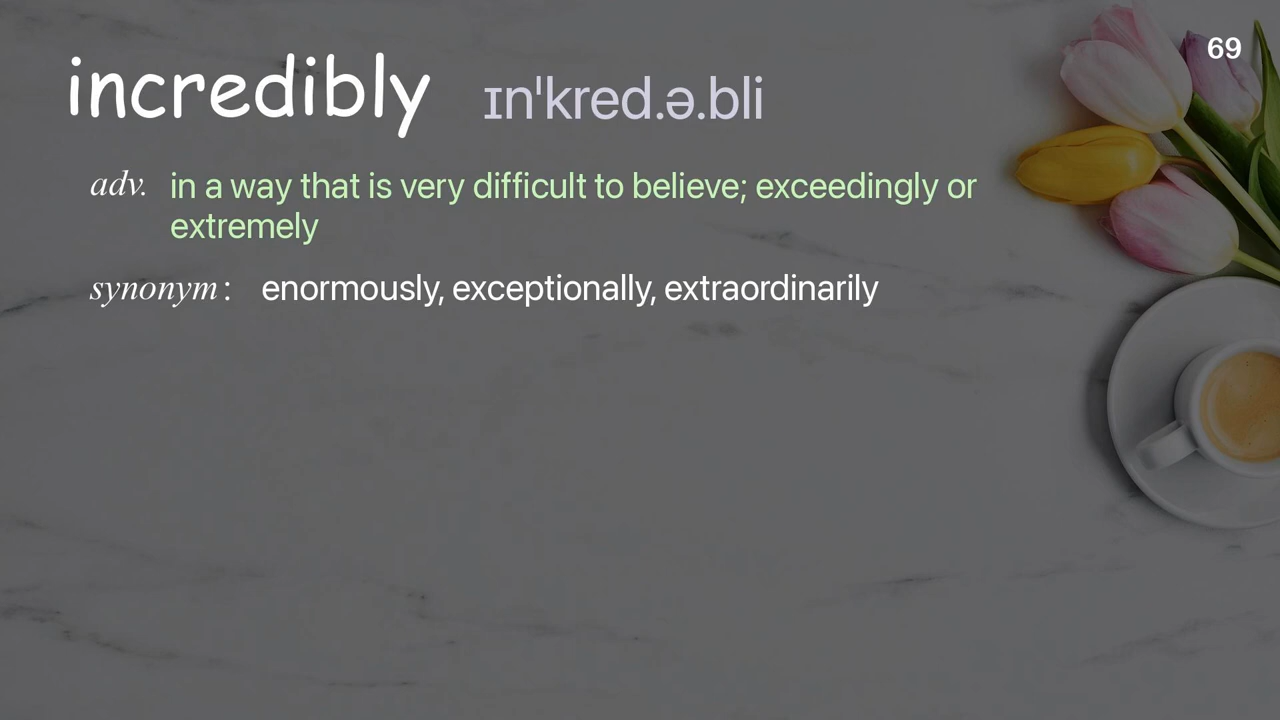 69
incredibly ɪnˈkred.ə.bli
adv. in a way that is very difficult to believe; exceedingly or
extremely
synonym : enormously, exceptionally, extraordinarily